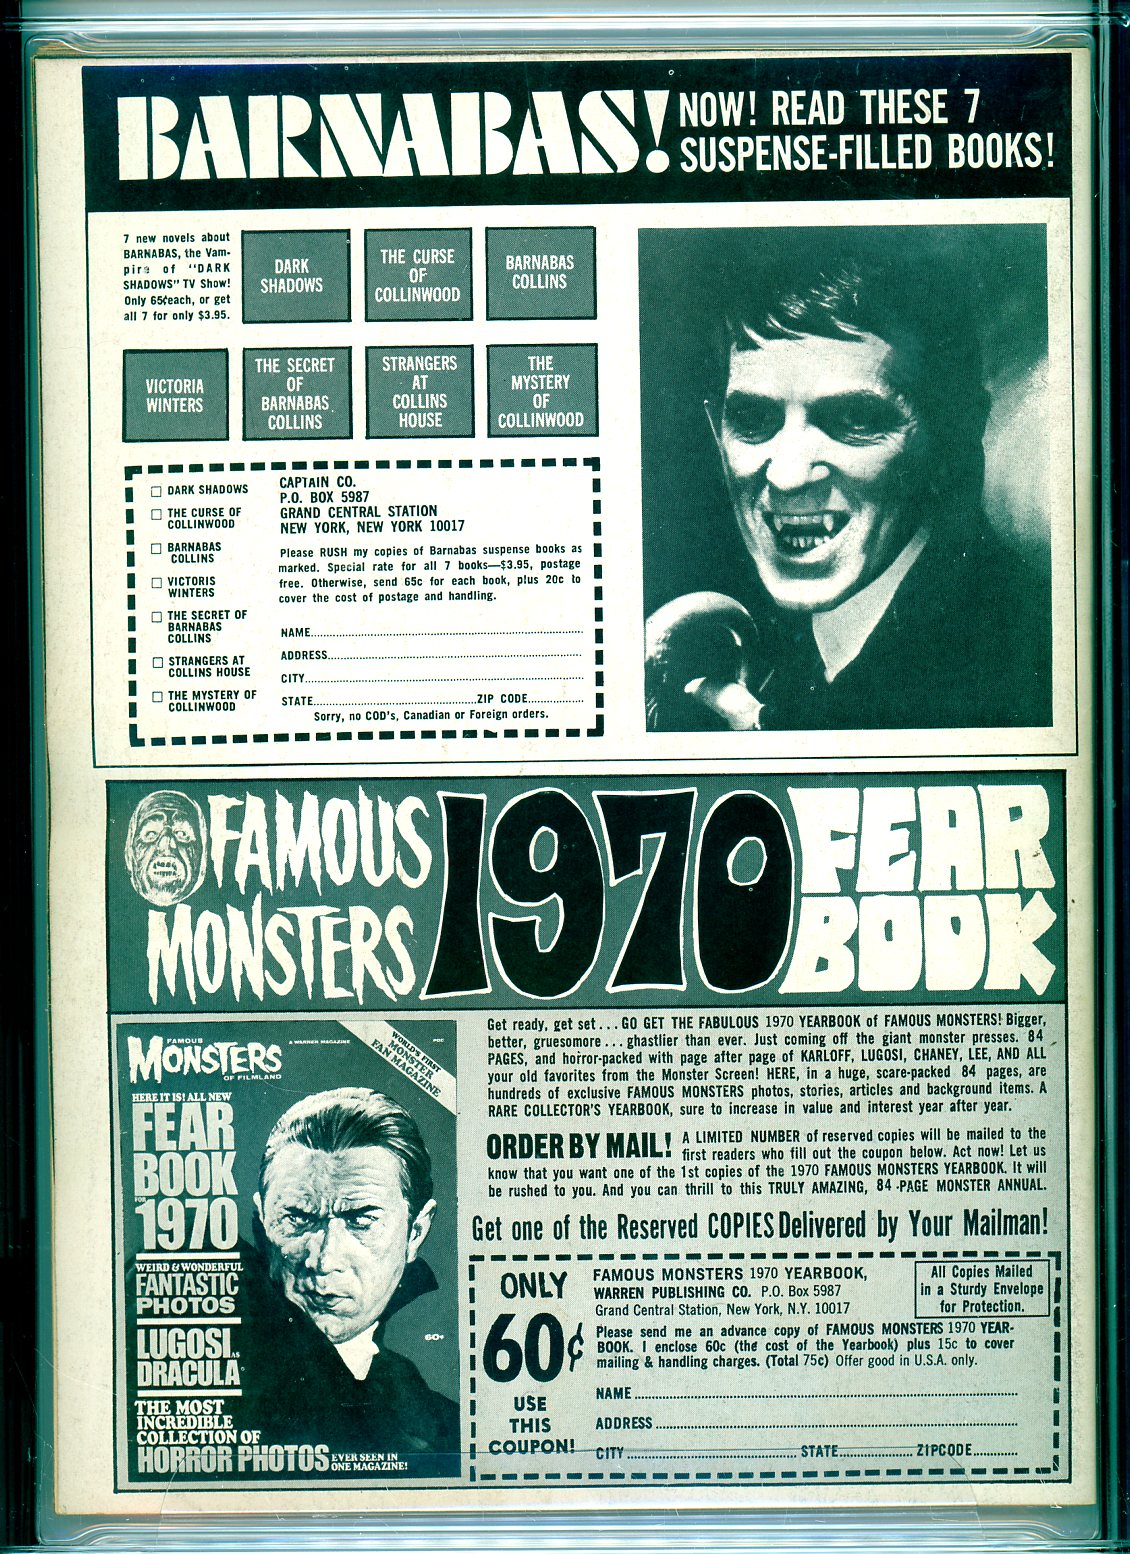 BARNABAS!
NOW! READ THESE 7
SUSPENSE-FILLED BOOKS!
7 new novels about
BARNABAS, the Vam-
pire of "DARK
SHADOWS" TV Show!
Only 65¢each, or get
all 7 for only $3.95.
DARK
SHADOWS
THE CURSE
OF
COLLINWOOD
BARNABAS
COLLINS
VICTORIA
WINTERS
THE SECRET
OF
BARNABAS
COLLINS
STRANGERS
AT
COLLINS
HOUSE
THE
MYSTERY
OF
COLLINWOOD
☐ DARK SHADOWS
☐ THE CURSE OF
COLLINWOOD
☐ BARNABAS
COLLINS
☐ VICTORIS
WINTERS
☐ THE SECRET OF
BARNABAS
COLLINS
☐ STRANGERS AT
COLLINS HOUSE
☐ THE MYSTERY OF
COLLINWOOD
CAPTAIN CO.
P.O. BOX 5987
GRAND CENTRAL STATION
NEW YORK, NEW YORK 10017
Please RUSH my copies of Barnabas suspense books as
marked. Special rate for all 7 books—$3.95, postage
free. Otherwise, send 65c for each book, plus 20c to
cover the cost of postage and handling.
NAME
ADDRESS
CITY
STATE ZIP CODE
Sorry, no COD's, Canadian or Foreign orders.
FAMOUS
MONSTERS
1970
FEAR
BOOK
FAMOUS
MONSTERS
OF FILMLAND
A WARREN MAGAZINE
PDC
WORLD'S FIRST
MONSTER
FAN MAGAZINE
HERE IT IS! ALL NEW
FEAR
BOOK
FOR
1970
WEIRD & WONDERFUL
FANTASTIC
PHOTOS
LUGOSI AS
DRACULA
THE MOST
INCREDIBLE
COLLECTION OF
HORROR PHOTOS EVER SEEN IN
ONE MAGAZINE!
60¢
Get ready, get set . . . GO GET THE FABULOUS 1970 YEARBOOK of FAMOUS MONSTERS! Bigger,
better, gruesomore . . . ghastlier than ever. Just coming off the giant monster presses. 84
PAGES, and horror-packed with page after page of KARLOFF, LUGOSI, CHANEY, LEE, AND ALL
your old favorites from the Monster Screen! HERE, in a huge, scare-packed 84 pages, are
hundreds of exclusive FAMOUS MONSTERS photos, stories, articles and background items. A
RARE COLLECTOR'S YEARBOOK, sure to increase in value and interest year after year.
ORDER BY MAIL! A LIMITED NUMBER of reserved copies will be mailed to the
first readers who fill out the coupon below. Act now! Let us
know that you want one of the 1st copies of the 1970 FAMOUS MONSTERS YEARBOOK. It will
be rushed to you. And you can thrill to this TRULY AMAZING, 84-PAGE MONSTER ANNUAL.
Get one of the Reserved COPIES Delivered by Your Mailman!
ONLY
60¢
USE
THIS
COUPON!
FAMOUS MONSTERS 1970 YEARBOOK,
WARREN PUBLISHING CO. P.O. Box 5987
Grand Central Station, New York, N.Y. 10017
All Copies Mailed
in a Sturdy Envelope
for Protection.
Please send me an advance copy of FAMOUS MONSTERS 1970 YEAR-
BOOK. I enclose 60c (the cost of the Yearbook) plus 15c to cover
mailing & handling charges. (Total 75c) Offer good in U.S.A. only.
NAME
ADDRESS
CITY STATE ZIPCODE